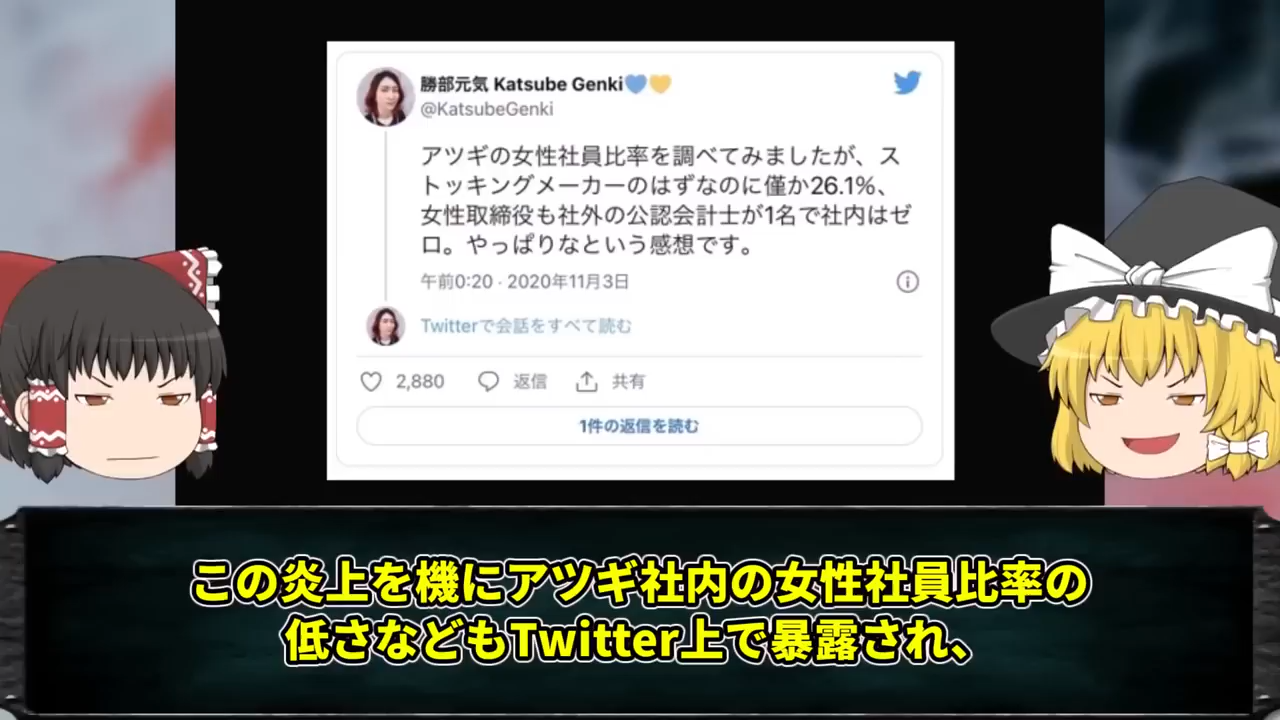 勝部元気 Katsube Genki💙💛
@KatsubeGenki
アツギの女性社員比率を調べてみましたが、ス
トッキングメーカーのはずなのに僅か26.1%、
女性取締役も社外の公認会計士が1名で社内はゼ
ロ。やっぱりなという感想です。
午前0:20 · 2020年11月3日
Twitterで会話をすべて読む
2,880 返信 共有
1件の返信を読む
この炎上を機にアツギ社内の女性社員比率の
低さなどもTwitter上で暴露され、